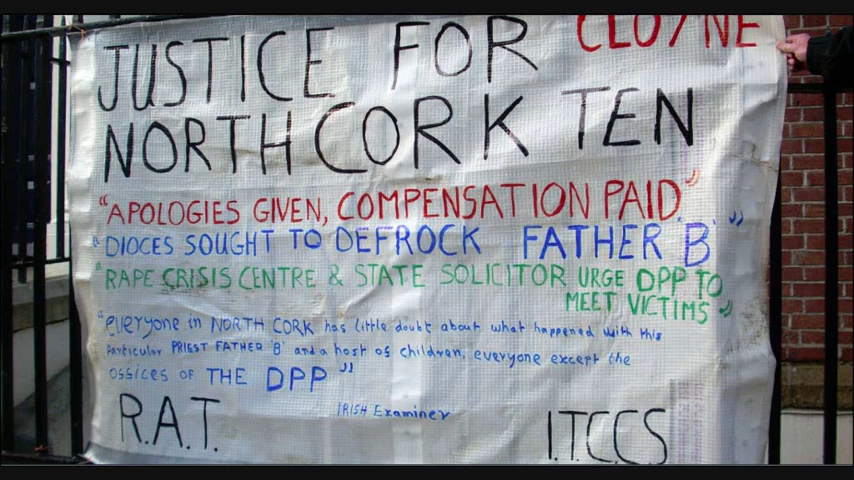 CLOYNE
JUSTICE FOR
NORTH CORK TEN
"APOLOGIES GIVEN, COMPENSATION PAID."
"DIOCES SOUGHT TO DEFROCK FATHER 'B'"
"RAPE CRISIS CENTRE & STATE SOLICITOR URGE DPP TO
MEET VICTIMS"
"everyone in NORTH CORK has little doubt about what happened with this
particular PRIEST FATHER 'B' and a host of children, everyone except the
offices of THE DPP"
IRISH Examiner
R.A.T. I.T.C.C.S